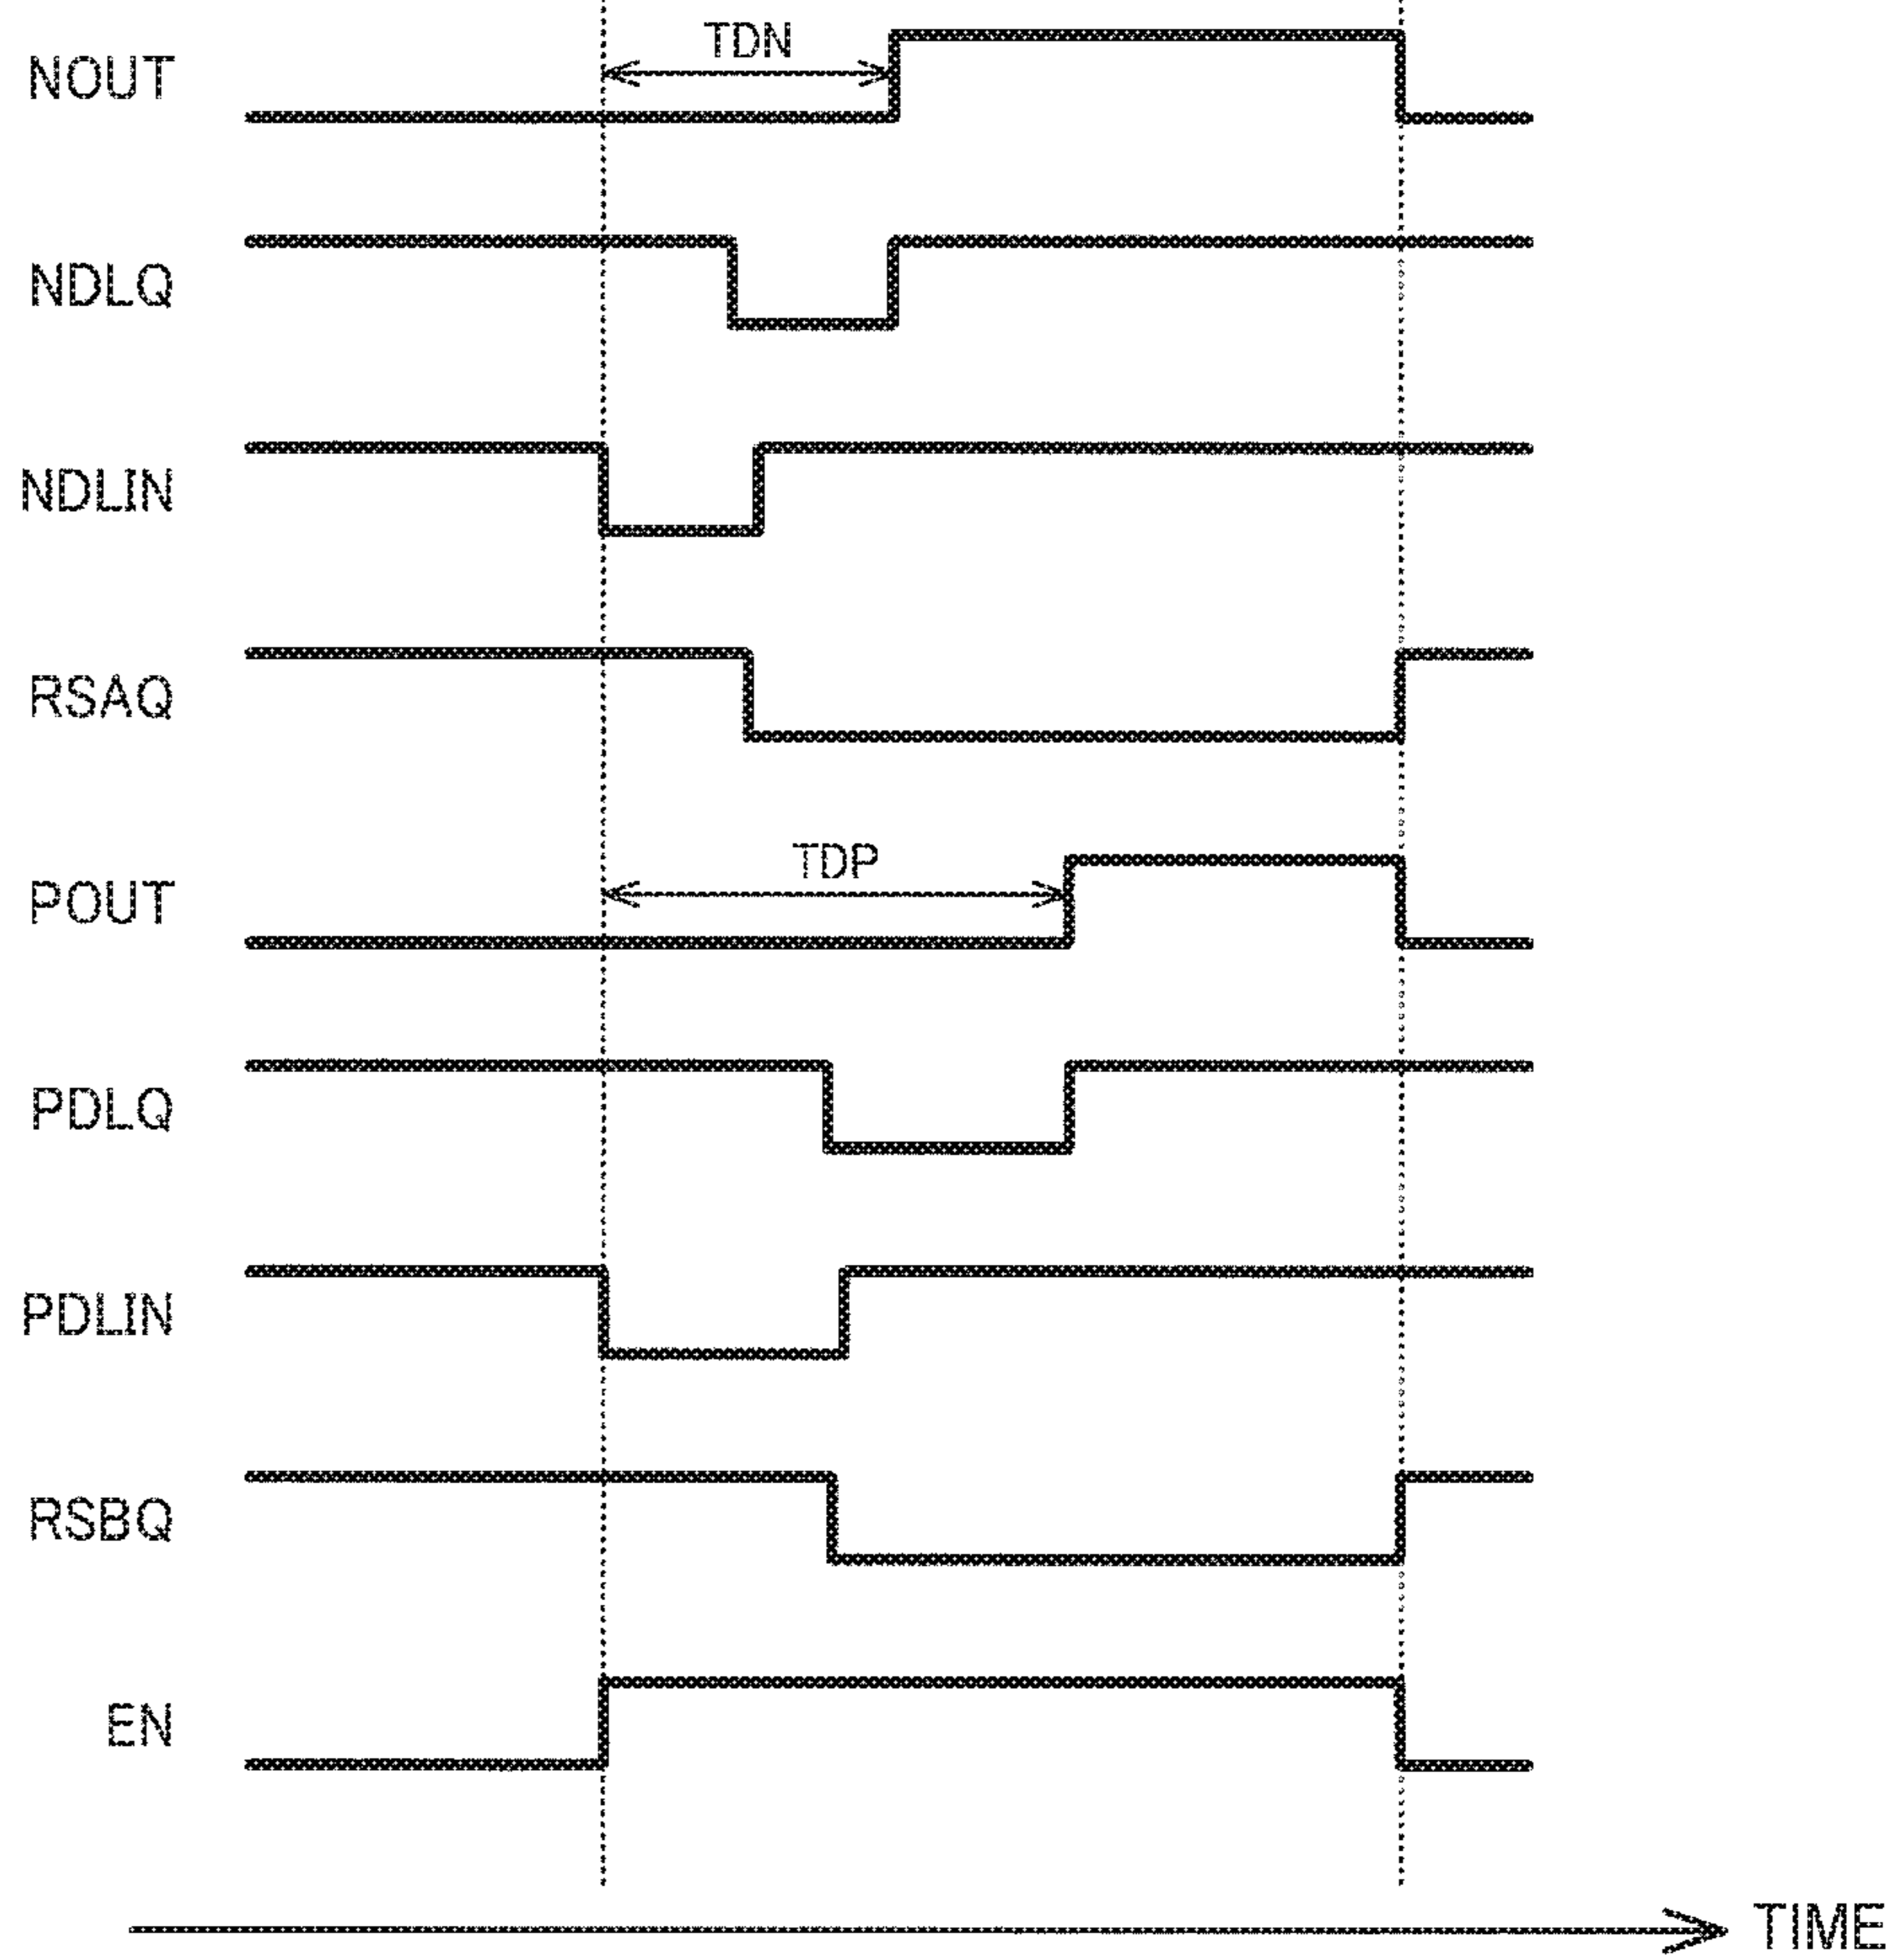 TDN
NOUT
NDLQ
NDLIN
RSAQ
TDP
POUT
PDLQ
PDLIN
RSBQ
EN
TIME